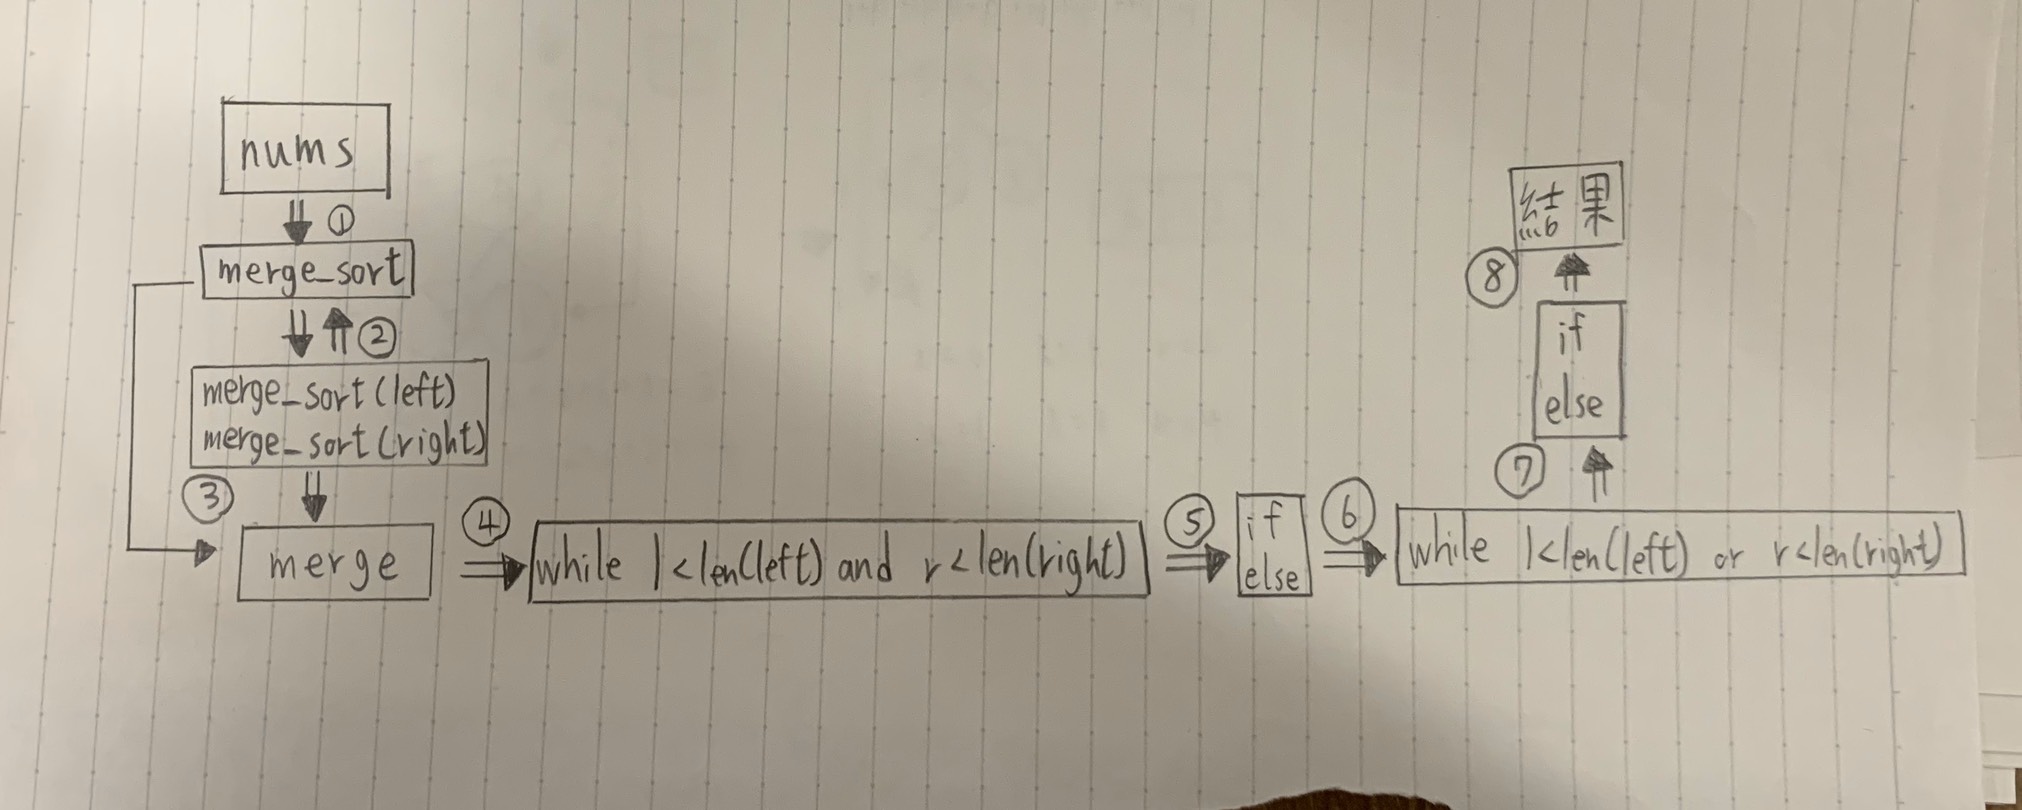 nums
①
merge_sort
②
merge_sort(left)
merge_sort(right)
③
merge
④
while l<len(left) and r<len(right)
⑤
if
else
⑥
while l<len(left) or r<len(right)
⑦
if
else
⑧
結果